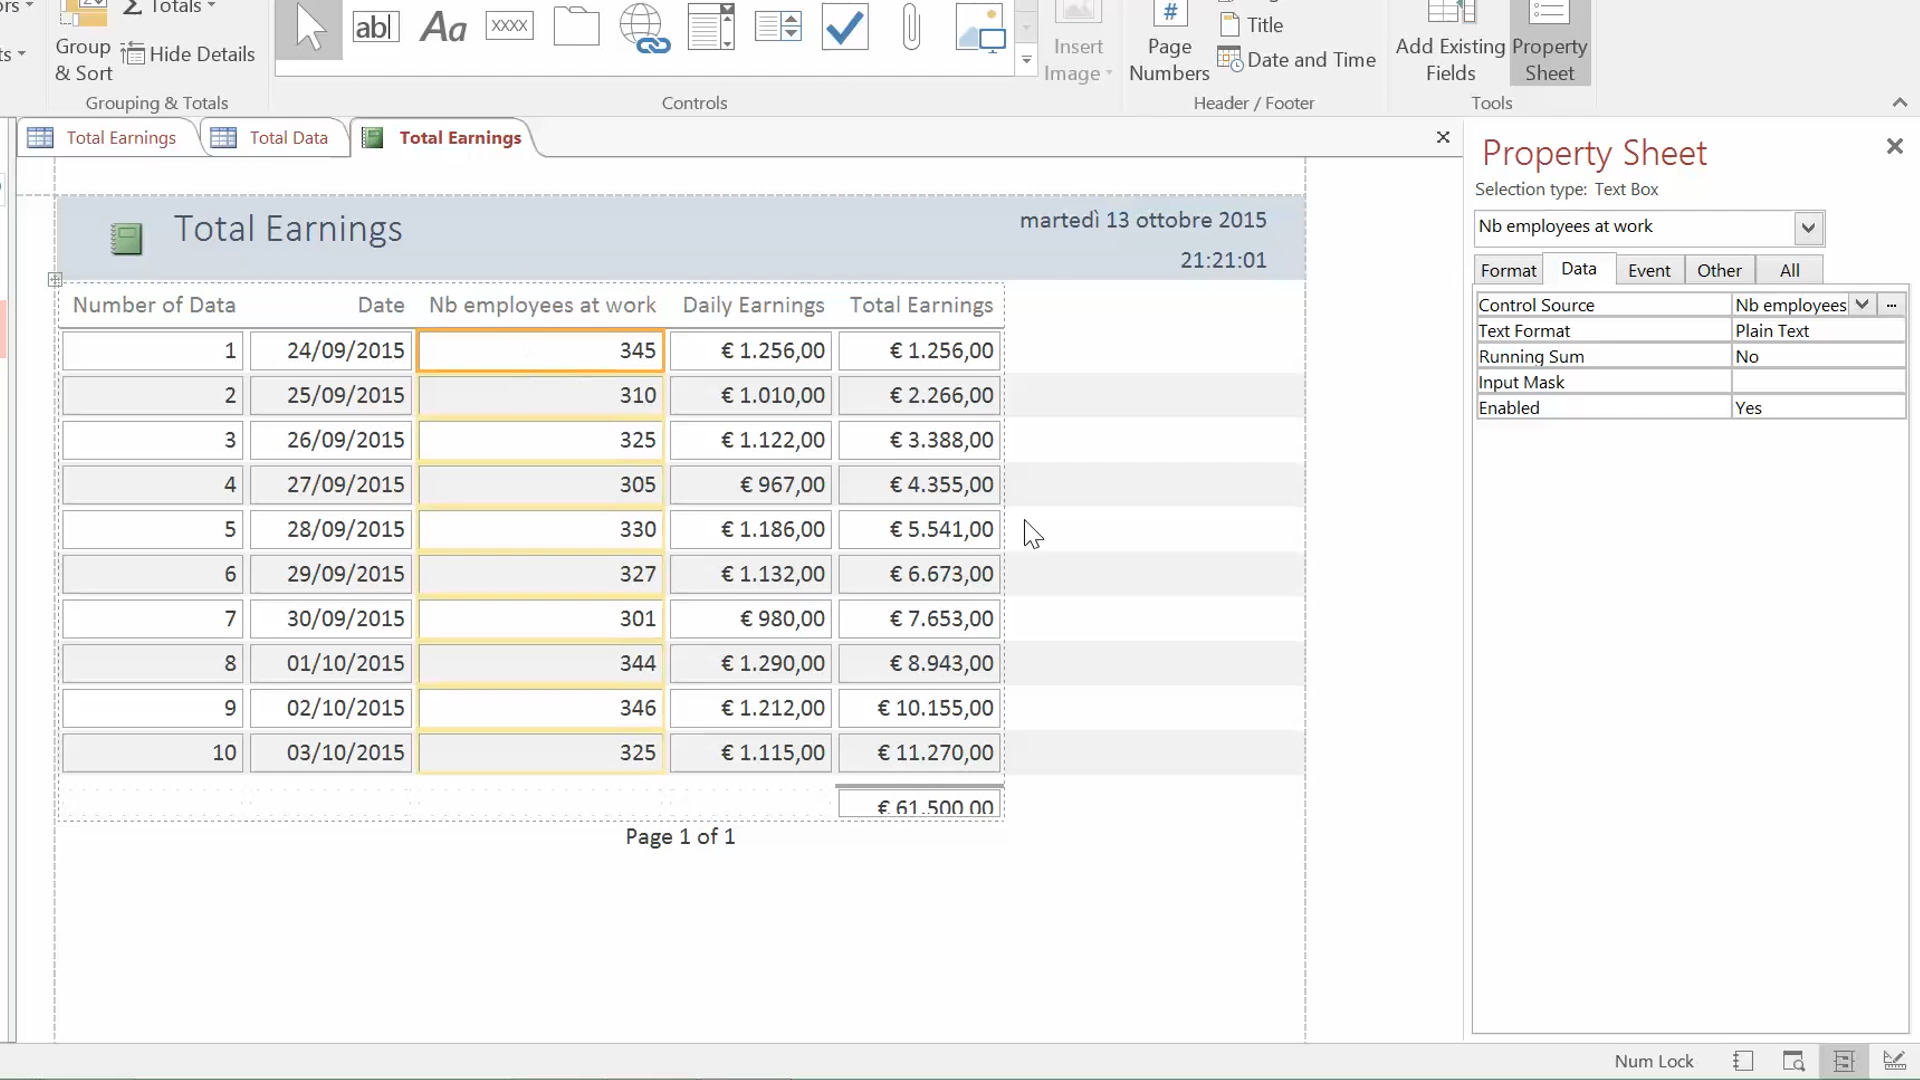 Group
& Sort
Totals
Hide Details
Grouping & Totals
ab|
Aa
XXXX
Controls
Insert
Image
#
Page
Numbers
Title
Date and Time
Header / Footer
Add Existing
Fields
Property
Sheet
Tools
Total Earnings
Total Data
Total Earnings
Total Earnings
martedì 13 ottobre 2015
21:21:01
Number of Data Date Nb employees at work Daily Earnings Total Earnings
1 24/09/2015 345 € 1.256,00 € 1.256,00
2 25/09/2015 310 € 1.010,00 € 2.266,00
3 26/09/2015 325 € 1.122,00 € 3.388,00
4 27/09/2015 305 € 967,00 € 4.355,00
5 28/09/2015 330 € 1.186,00 € 5.541,00
6 29/09/2015 327 € 1.132,00 € 6.673,00
7 30/09/2015 301 € 980,00 € 7.653,00
8 01/10/2015 344 € 1.290,00 € 8.943,00
9 02/10/2015 346 € 1.212,00 € 10.155,00
10 03/10/2015 325 € 1.115,00 € 11.270,00
€ 61.500,00
Page 1 of 1
Property Sheet
Selection type: Text Box
Nb employees at work
Format Data Event Other All
Control Source Nb employees
Text Format Plain Text
Running Sum No
Input Mask
Enabled Yes
Num Lock